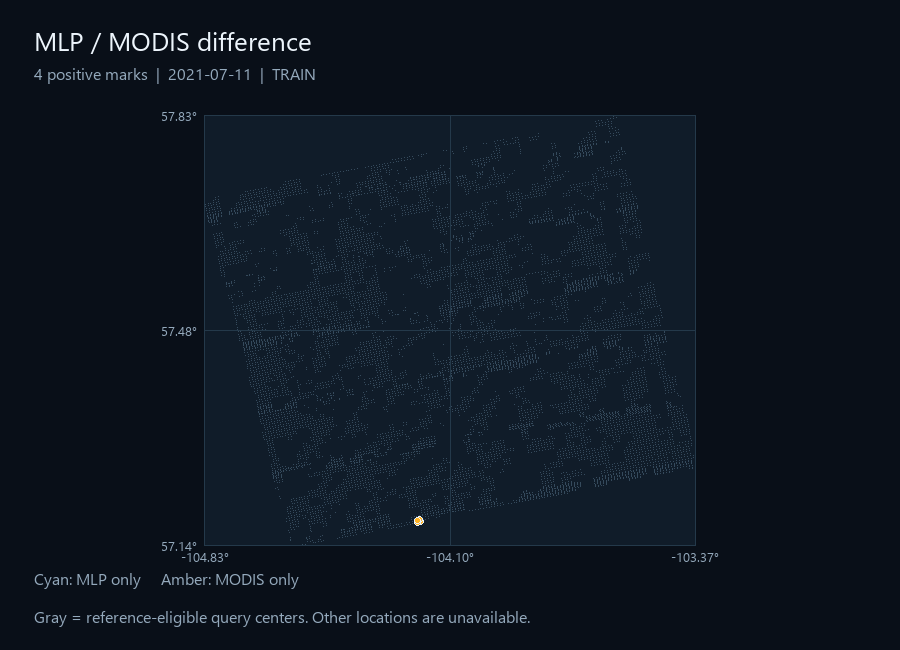 MLP / MODIS difference
4 positive marks | 2021-07-11 | TRAIN
57.83°
57.48°
57.14°
-104.83° -104.10° -103.37°
Cyan: MLP only Amber: MODIS only
Gray = reference-eligible query centers. Other locations are unavailable.